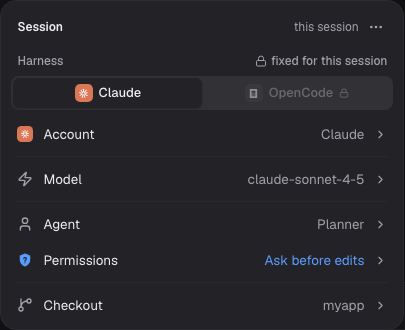 Session this session ...
Harness fixed for this session
Claude OpenCode
Account Claude
Model claude-sonnet-4-5
Agent Planner
Permissions Ask before edits
Checkout myapp